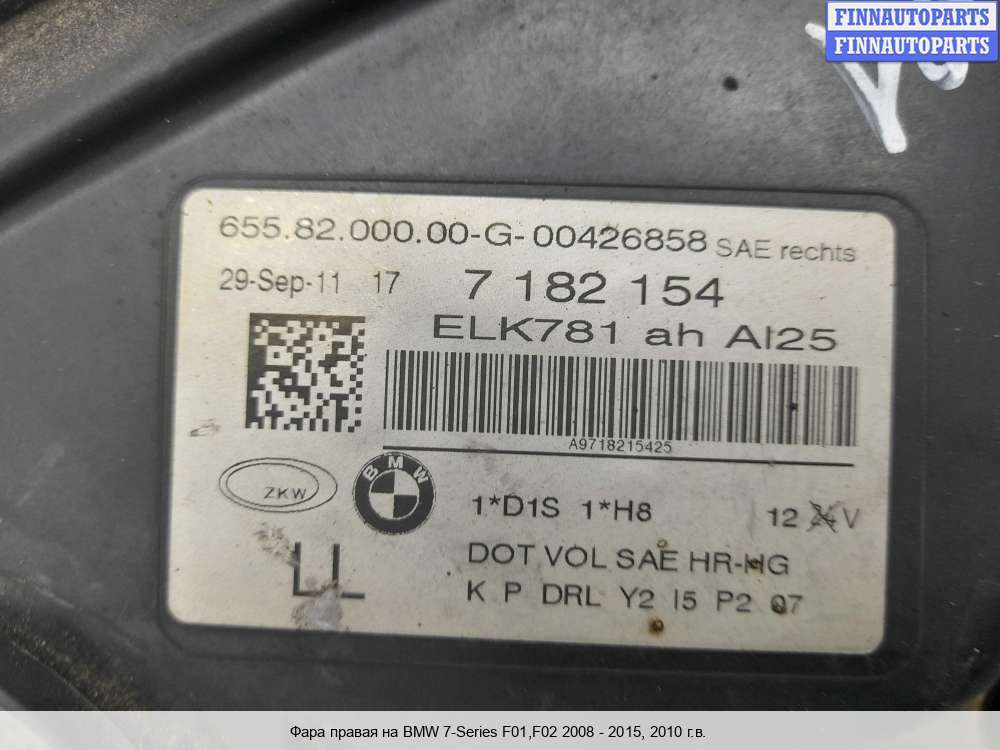 FINNAUTOPARTS
FINNAUTOPARTS
655.82.000.00-G-00426858 SAE rechts
29-Sep-11 17 7 182 154
ELK781 ah AI25
A9718215425
ZKW
BMW
1*D1S 1*H8 12 24 V
LL
DOT VOL SAE HR-HG
K P DRL Y2 I5 P2 07
Фара правая на BMW 7-Series F01,F02 2008 - 2015, 2010 г.в.